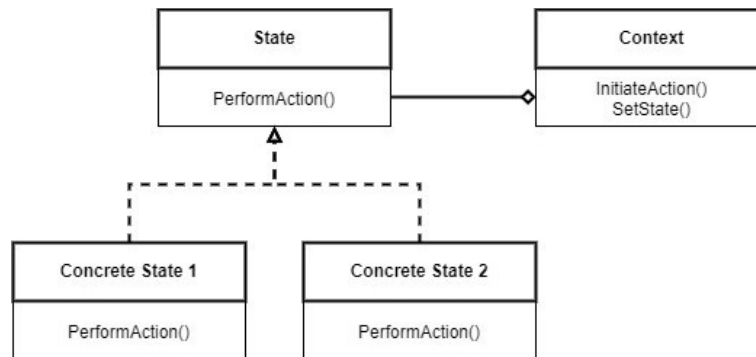 State
Context
PerformAction()
InitiateAction()
SetState()
Concrete State 1
Concrete State 2
PerformAction()
PerformAction()